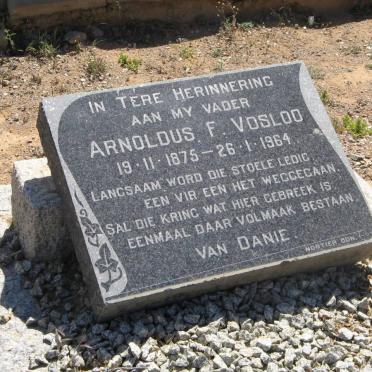 IN TERE HERINNERING
AAN MY VADER
ARNOLDUS F. VOSLOO
19·11·1875 – 26·1·1964
LANGSAAM WORD DIE STOELE LEDIG,
EEN VIR EEN HET WEGGEGAAN.
SAL DIE KRING WAT HIER GEBREEK IS
EENMAAL DAAR VOLMAAK BESTAAN.
VAN DANIE
NORTIER